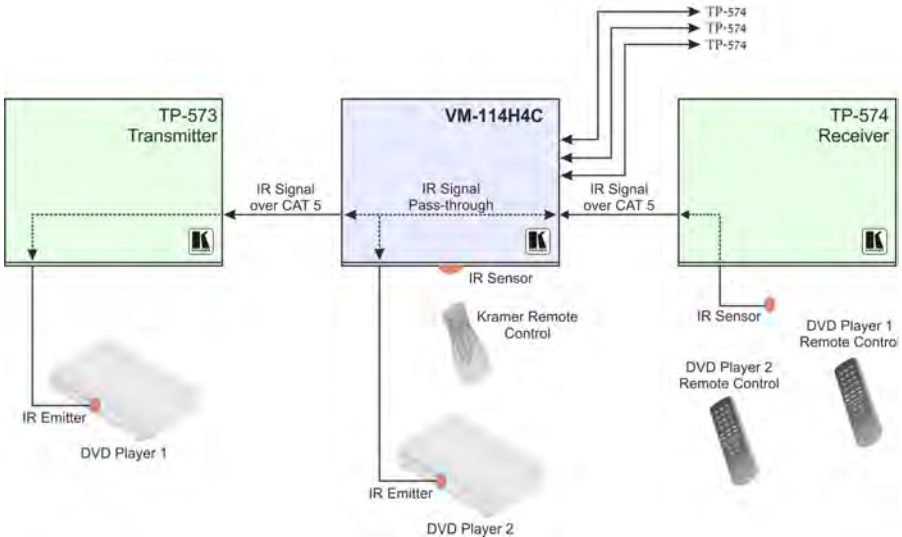 TP-574
TP-574
TP-574
TP-573
Transmitter
VM-114H4C
TP-574
Receiver
IR Signal
over CAT 5
IR Signal
Pass-through
IR Signal
over CAT 5
K
K
K
IR Sensor
Kramer Remote
Control
IR Sensor
DVD Player 1
Remote Control
DVD Player 2
Remote Control
IR Emitter
DVD Player 1
IR Emitter
DVD Player 2